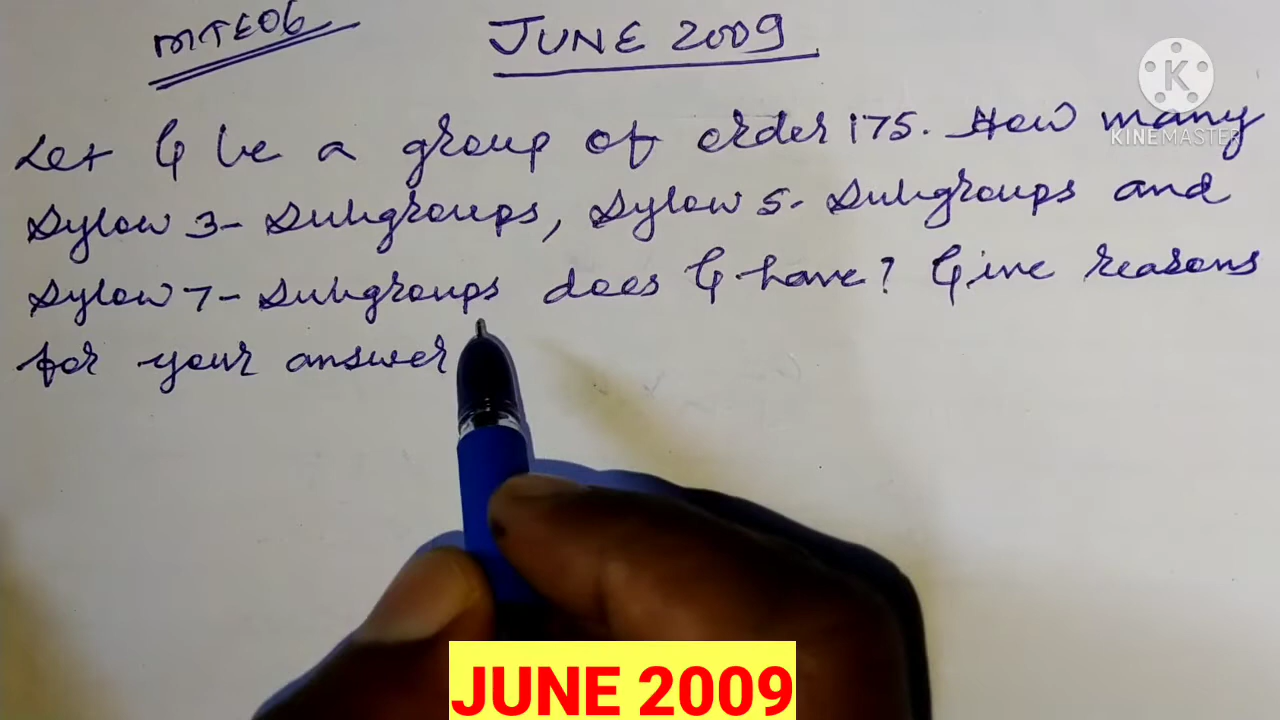 MTE06
JUNE 2009
K
KINEMASTER
Let G be a group of order 175. How many
Sylow 3- Subgroups, Sylow 5- Subgroups and
Sylow 7- Subgroups does G have? Give reasons
for your answer
JUNE 2009